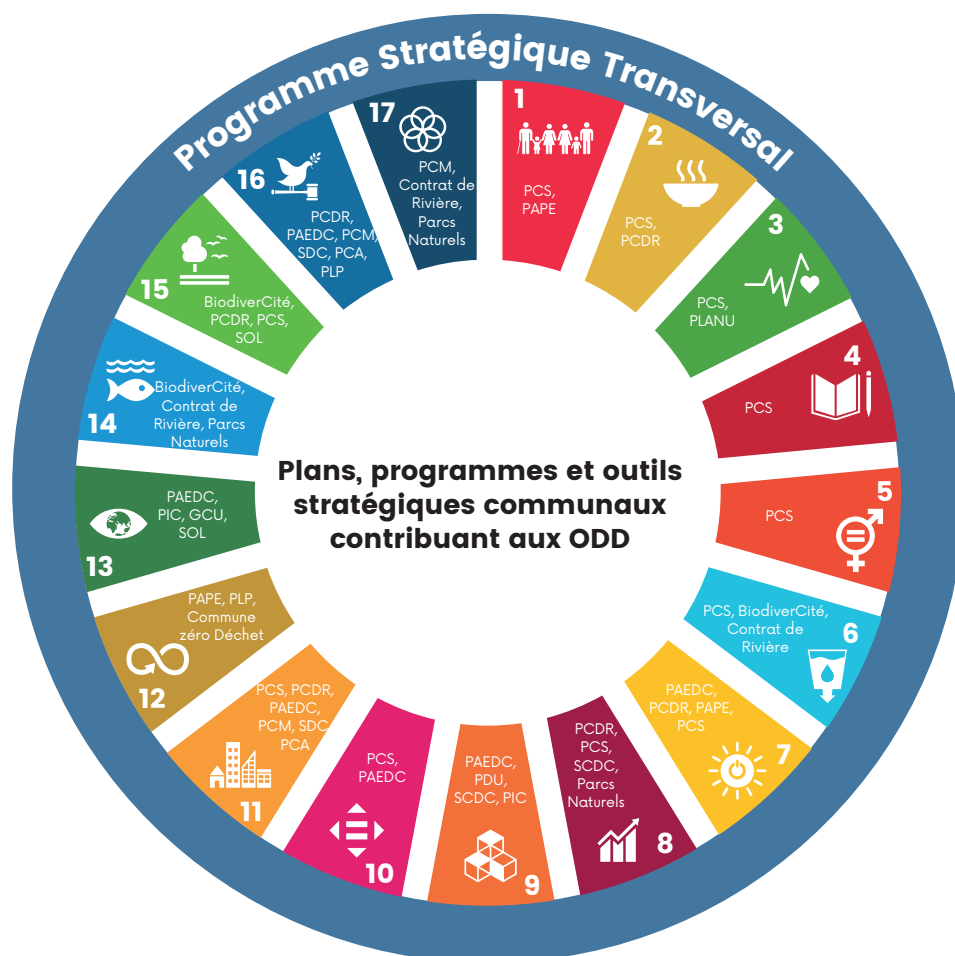 Programme Stratégique Transversal
1
PCS,
PAPE
2
PCS,
PCDR
3
PCS,
PLANU
4
PCS
5
PCS
6
PCS, BiodiverCité,
Contrat de
Rivière
7
PAEDC,
PCDR, PAPE,
PCS
8
PCDR,
PCS,
SCDC,
Parcs
Naturels
9
PAEDC,
PDU,
SCDC, PIC
10
PCS,
PAEDC
11
PCS, PCDR,
PAEDC,
PCM, SDC,
PCA
12
PAPE, PLP,
Commune
zéro Déchet
13
PAEDC,
PIC, GCU,
SOL
14
BiodiverCité,
Contrat de
Rivière, Parcs
Naturels
15
BiodiverCité,
PCDR, PCS,
SOL
16
PCDR,
PAEDC, PCM,
SDC, PCA,
PLP
17
PCM,
Contrat de
Rivière,
Parcs
Naturels
Plans, programmes et outils
stratégiques communaux
contribuant aux ODD